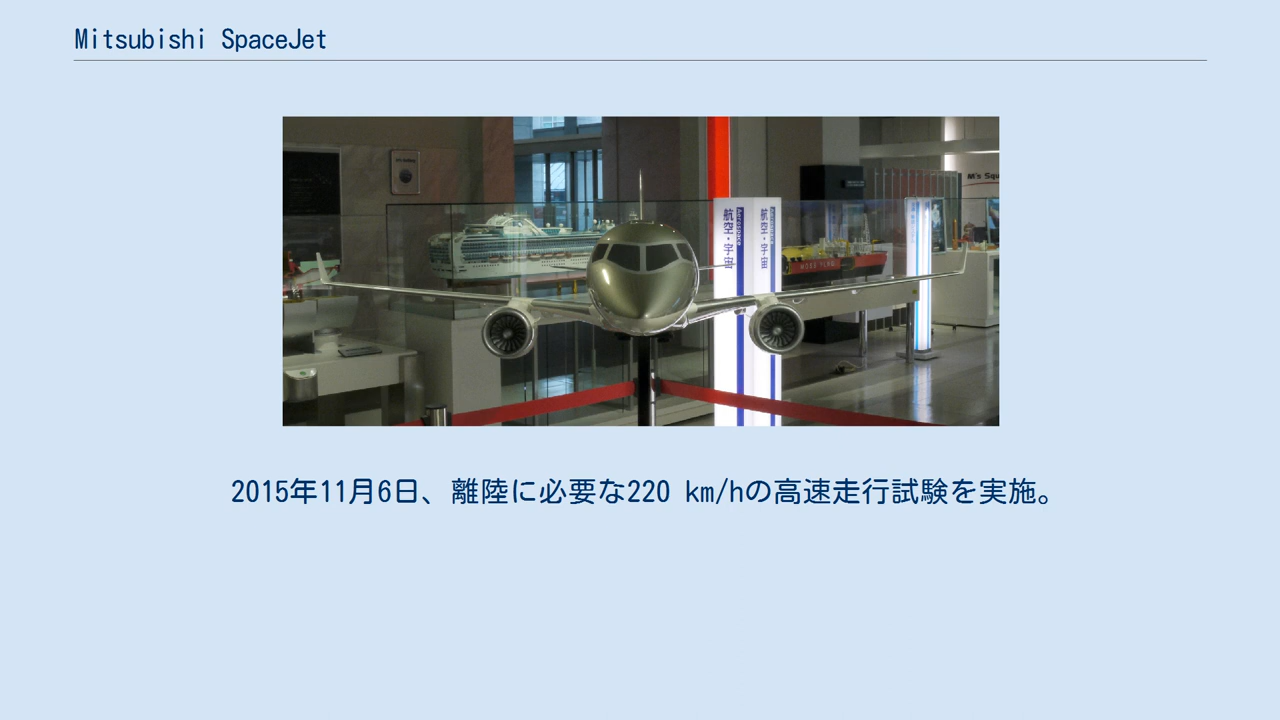 Mitsubishi SpaceJet
M's Squ
航空・宇宙
航空・宇宙
2015年11月6日、離陸に必要な220 km/hの高速走行試験を実施。